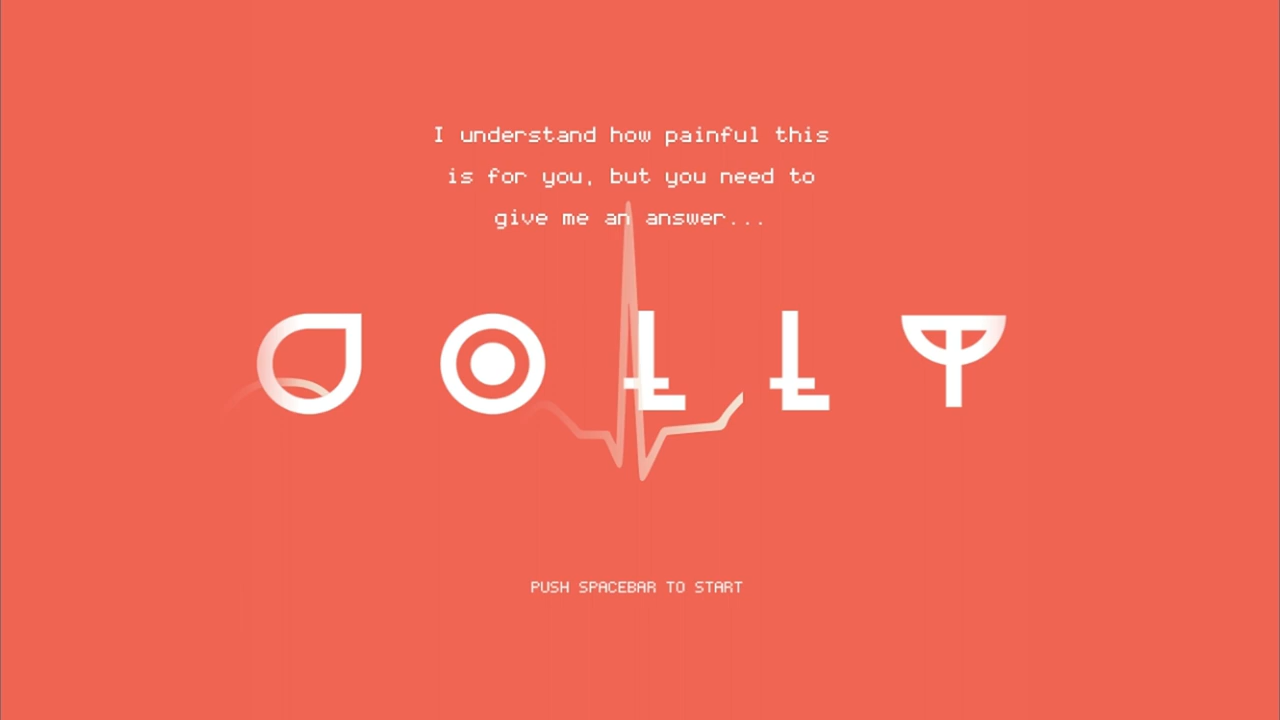 I understand how painful this
is for you, but you need to
give me an answer...
JOLLY
PUSH SPACEBAR TO START